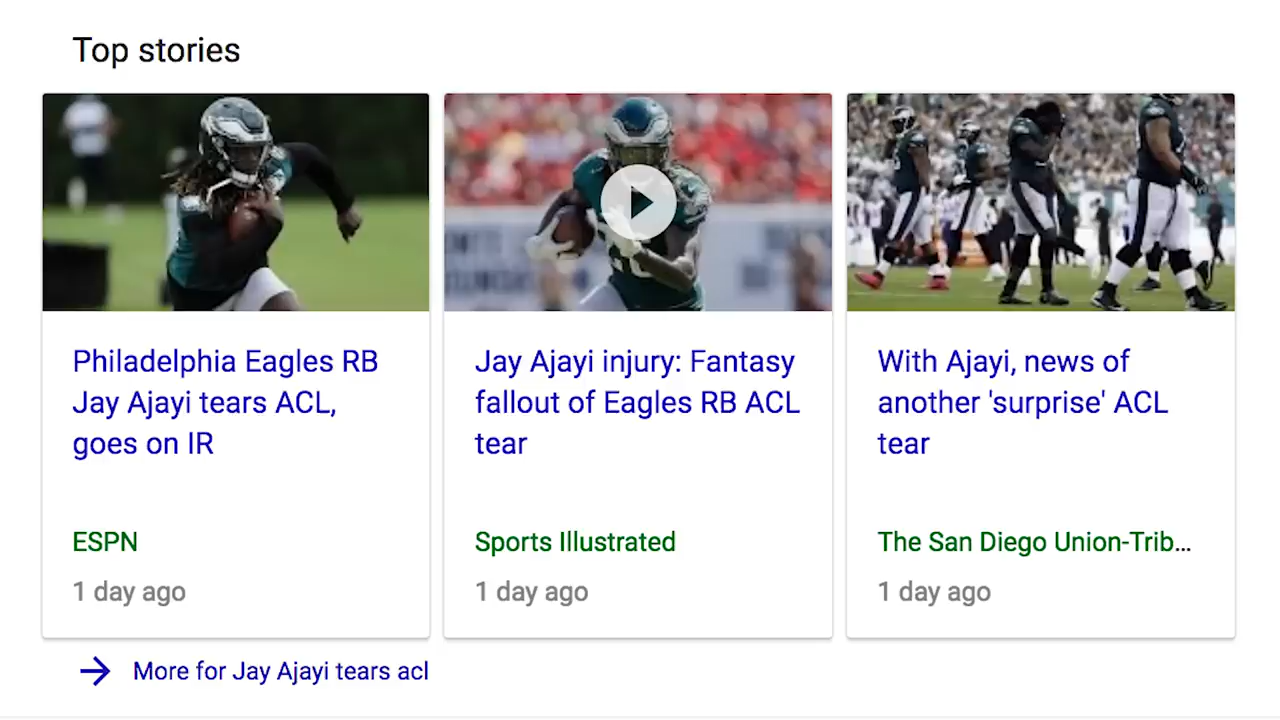 Top stories
Philadelphia Eagles RB
Jay Ajayi tears ACL,
goes on IR
ESPN
1 day ago
Jay Ajayi injury: Fantasy
fallout of Eagles RB ACL
tear
Sports Illustrated
1 day ago
With Ajayi, news of
another 'surprise' ACL
tear
The San Diego Union-Trib...
1 day ago
More for Jay Ajayi tears acl